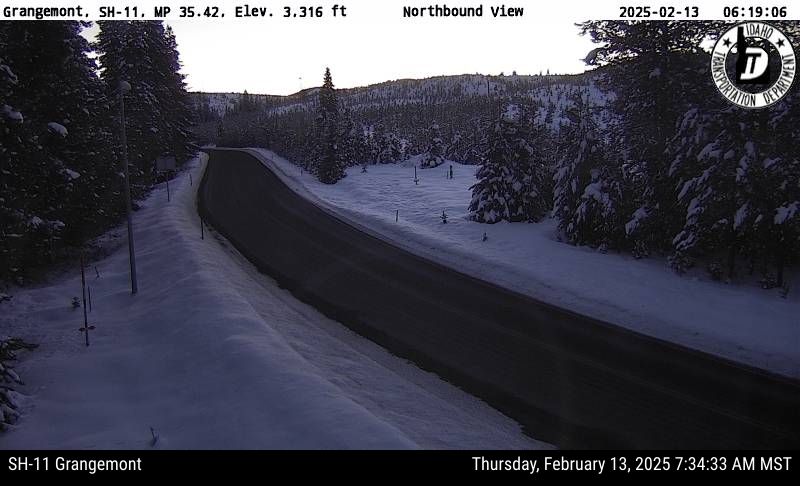 Grangemont, SH-11, MP 35.42, Elev. 3,316 ft Northbound View 2025-02-13 06:19:06
IDAHO
TRANSPORTATION DEPARTMENT
SH-11 Grangemont Thursday, February 13, 2025 7:34:33 AM MST